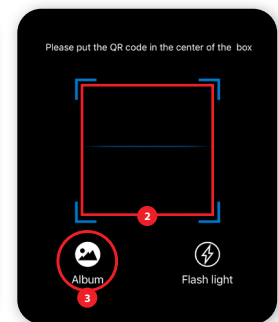 Please put the QR code in the center of the box
2
Album
Flash light
3